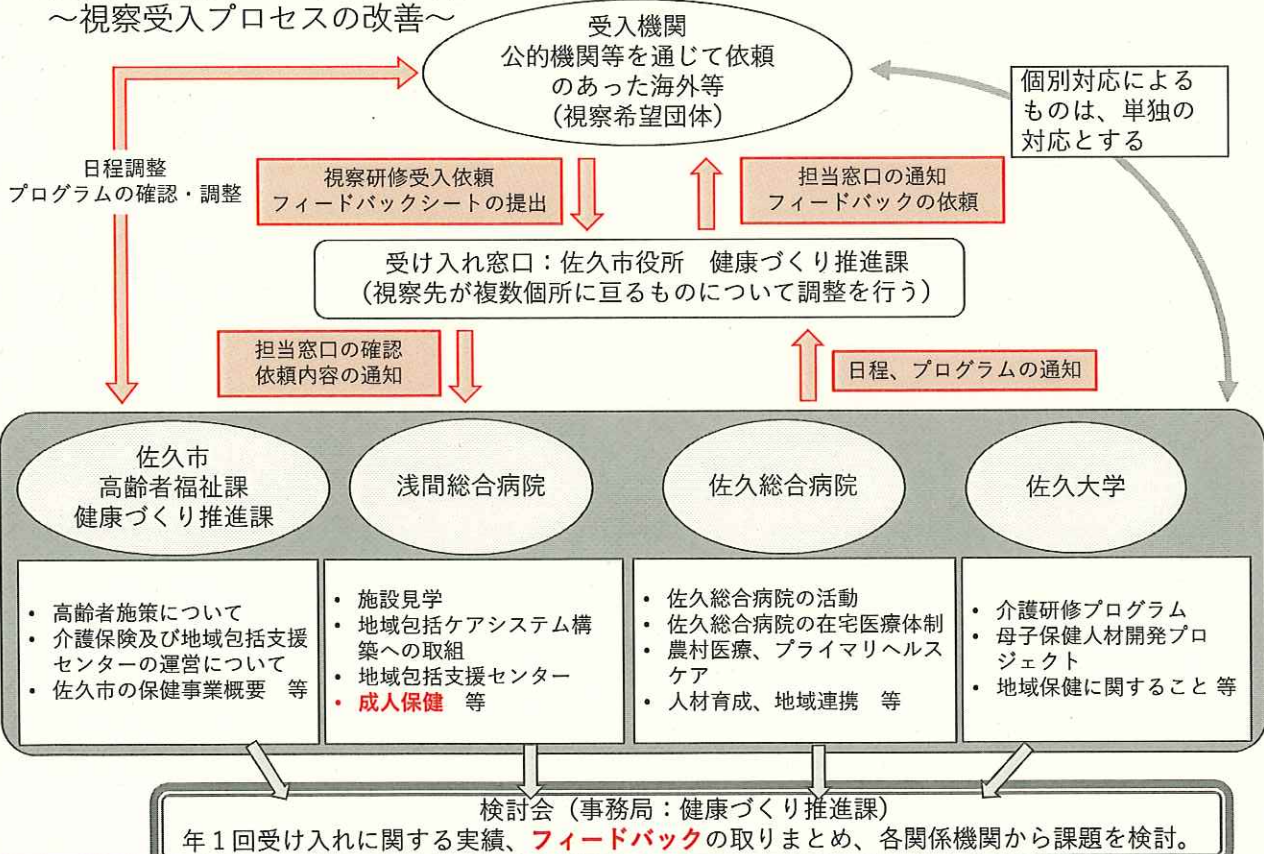 ～視察受入プロセスの改善～
受入機関
公的機関等を通じて依頼
のあった海外等
(視察希望団体)
個別対応による
ものは、単独の
対応とする
日程調整
プログラムの確認・調整
視察研修受入依頼
フィードバックシートの提出
担当窓口の通知
フィードバックの依頼
受け入れ窓口：佐久市役所　健康づくり推進課
(視察先が複数個所に亘るものについて調整を行う)
担当窓口の確認
依頼内容の通知
日程、プログラムの通知
佐久市
高齢者福祉課
健康づくり推進課
浅間総合病院
佐久総合病院
佐久大学
• 高齢者施策について
• 介護保険及び地域包括支援
センターの運営について
• 佐久市の保健事業概要　等
• 施設見学
• 地域包括ケアシステム構
築への取組
• 地域包括支援センター
• 成人保健　等
• 佐久総合病院の活動
• 佐久総合病院の在宅医療体制
• 農村医療、プライマリヘルス
ケア
• 人材育成、地域連携　等
• 介護研修プログラム
• 母子保健人材開発プロ
ジェクト
• 地域保健に関すること 等
検討会（事務局：健康づくり推進課）
年１回受け入れに関する実績、フィードバックの取りまとめ、各関係機関から課題を検討。